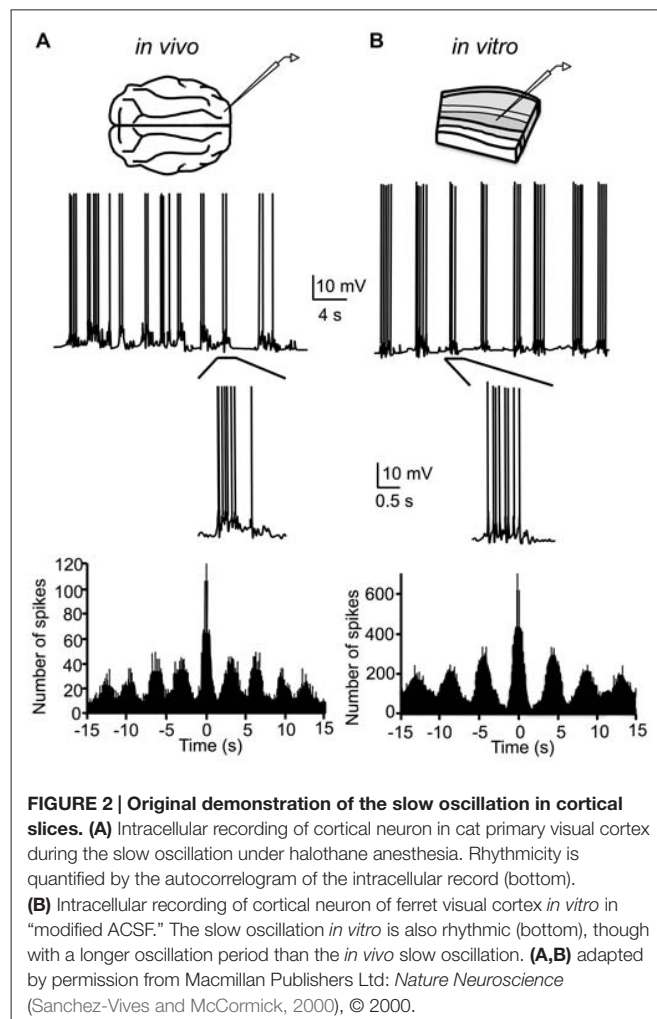 A
in vivo
B
in vitro
10 mV
4 s
10 mV
0.5 s
Number of spikes
120
100
80
60
40
20
0
-15 -10 -5 0 5 10 15
Time (s)
Number of spikes
600
400
200
0
-15 -10 -5 0 5 10 15
Time (s)
FIGURE 2 | Original demonstration of the slow oscillation in cortical
slices. (A) Intracellular recording of cortical neuron in cat primary visual cortex
during the slow oscillation under halothane anesthesia. Rhythmicity is
quantified by the autocorrelogram of the intracellular record (bottom).
(B) Intracellular recording of cortical neuron of ferret visual cortex in vitro in
“modified ACSF.” The slow oscillation in vitro is also rhythmic (bottom), though
with a longer oscillation period than the in vivo slow oscillation. (A,B) adapted
by permission from Macmillan Publishers Ltd: Nature Neuroscience
(Sanchez-Vives and McCormick, 2000), © 2000.